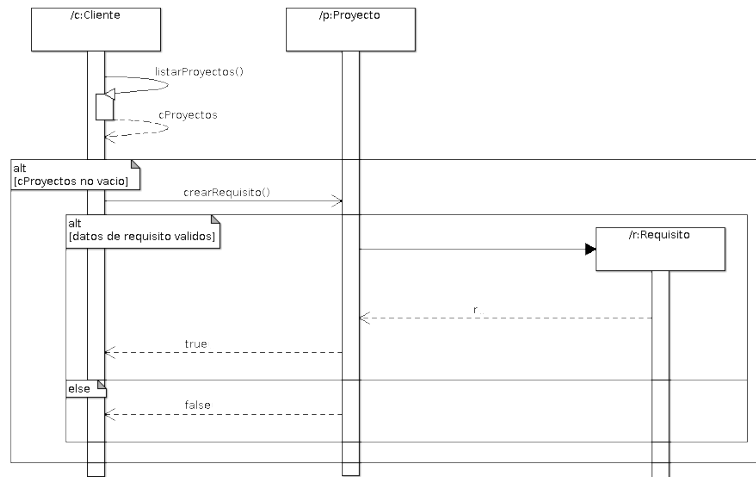 /c:Cliente
/p:Proyecto
listarProyectos()
cProyectos
alt
[cProyectos no vacio]
crearRequisito()
alt
[datos de requisito validos]
/r:Requisito
r
true
else
false